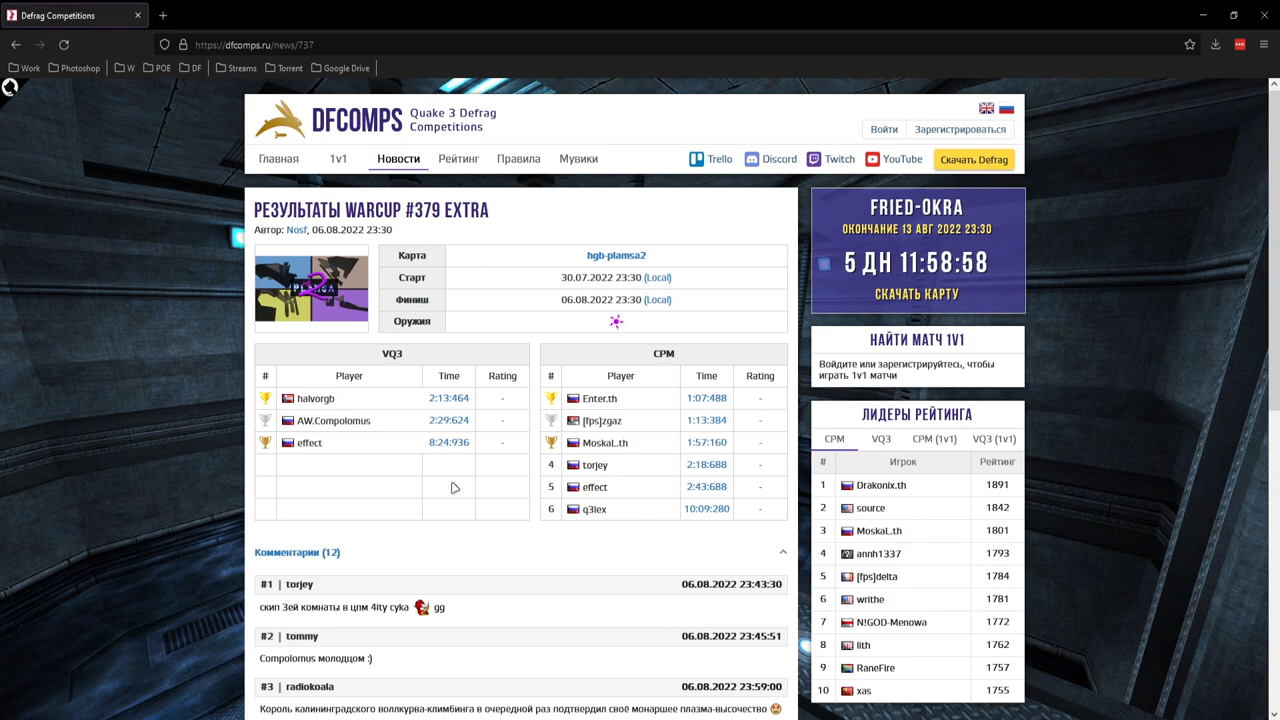 Defrag Competitions
https://dfcomps.ru/news/737
Work Photoshop W POE DF Streams Torrent Google Drive
DFCOMPS Quake 3 Defrag
Competitions
Войти Зарегистрироваться
Главная 1v1 Новости Рейтинг Правила Мувики Trello Discord Twitch YouTube Скачать Defrag
РЕЗУЛЬТАТЫ WARCUP #379 EXTRA
Автор: Nosf, 06.08.2022 23:30
Карта hgb-plamsa2
Старт 30.07.2022 23:30 (Local)
Финиш 06.08.2022 23:30 (Local)
Оружия
VQ3
# Player Time Rating
halvorgb 2:13:464 -
AW.Compolomus 2:29:624 -
effect 8:24:936 -
CPM
# Player Time Rating
Enter.th 1:07:488 -
[fps]zgaz 1:13:384 -
MoskaL.th 1:57:160 -
4 torjey 2:18:688 -
5 effect 2:43:688 -
6 q3lex 10:09:280 -
Комментарии (12)
#1 | torjey 06.08.2022 23:43:30
скип 3ей комнаты в цпм 4ity сука gg
#2 | tommy 06.08.2022 23:45:51
Compolomus молодцом :)
#3 | radiokoala 06.08.2022 23:59:00
Король калининградского воллкурва-климбинга в очередной раз подтвердил своё монаршее плазма-высочество
FRIED-OKRA
ОКОНЧАНИЕ 13 АВГ 2022 23:30
5 ДН 11:58:58
СКАЧАТЬ КАРТУ
НАЙТИ МАТЧ 1V1
Войдите или зарегистрируйтесь, чтобы
играть 1v1 матчи
ЛИДЕРЫ РЕЙТИНГА
CPM VQ3 CPM (1v1) VQ3 (1v1)
# Игрок Рейтинг
1 Drakonix.th 1891
2 source 1842
3 MoskaL.th 1801
4 annh1337 1793
5 [fps]delta 1784
6 writhe 1781
7 N!GOD-Menowa 1772
8 lith 1762
9 RaneFire 1757
10 xas 1755